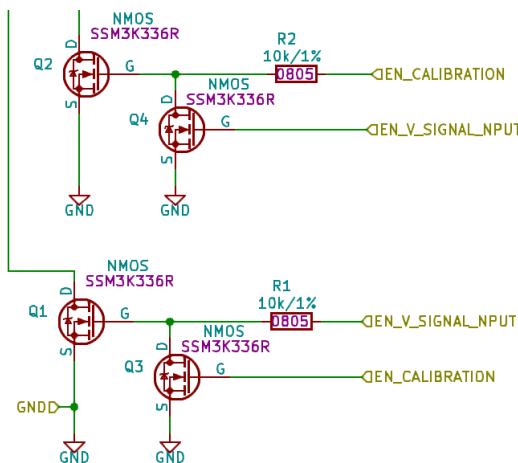 NMOS
SSM3K336R
Q2
D
G
S
R2
10k/1%
0805
EN_CALIBRATION
NMOS
SSM3K336R
Q4
D
G
S
EN_V_SIGNAL_NPUT
GND
GND
NMOS
SSM3K336R
Q1
D
G
S
R1
10k/1%
0805
EN_V_SIGNAL_NPUT
NMOS
SSM3K336R
Q3
D
G
S
EN_CALIBRATION
GND
GND
GND